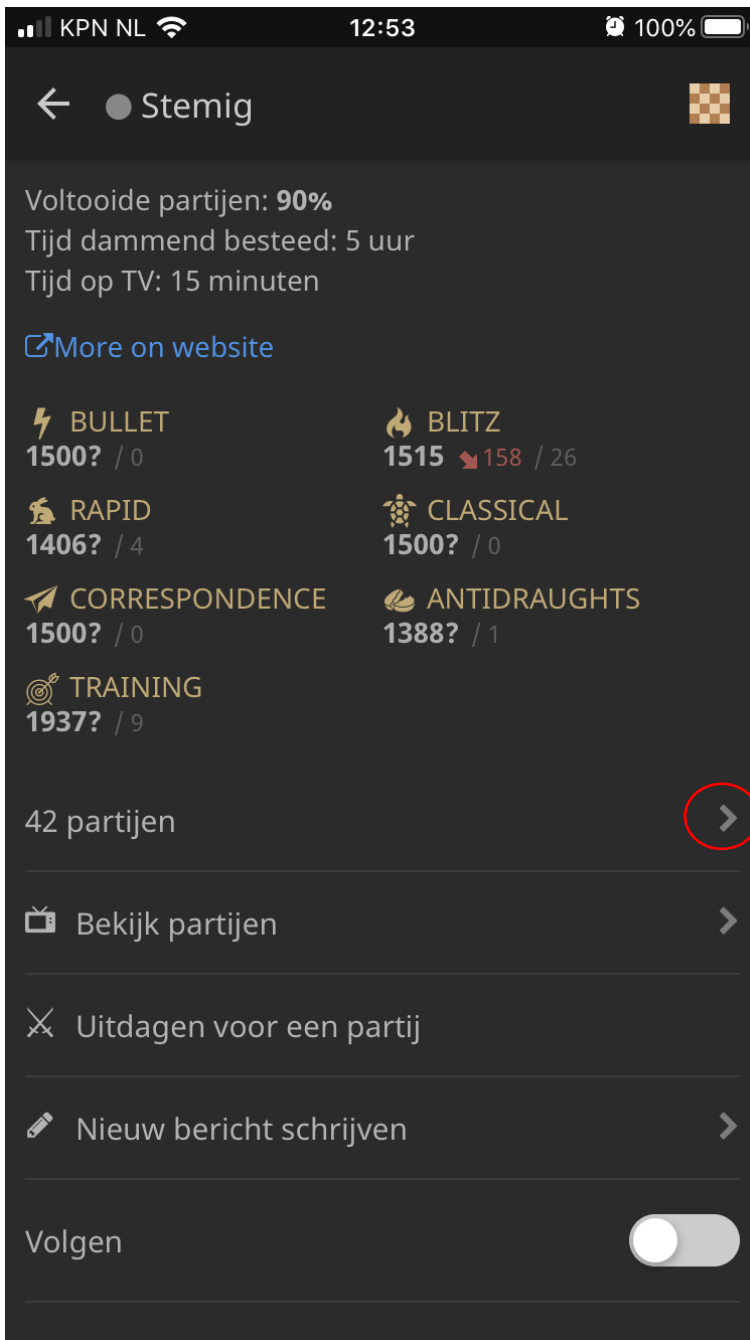 KPN NL 12:53 100%
Stemig
Voltooide partijen: 90%
Tijd dammend besteed: 5 uur
Tijd op TV: 15 minuten
More on website
BULLET BLITZ
1500? / 0 1515 158 / 26
RAPID CLASSICAL
1406? / 4 1500? / 0
CORRESPONDENCE ANTIDRAUGHTS
1500? / 0 1388? / 1
TRAINING
1937? / 9
42 partijen
Bekijk partijen
Uitdagen voor een partij
Nieuw bericht schrijven
Volgen